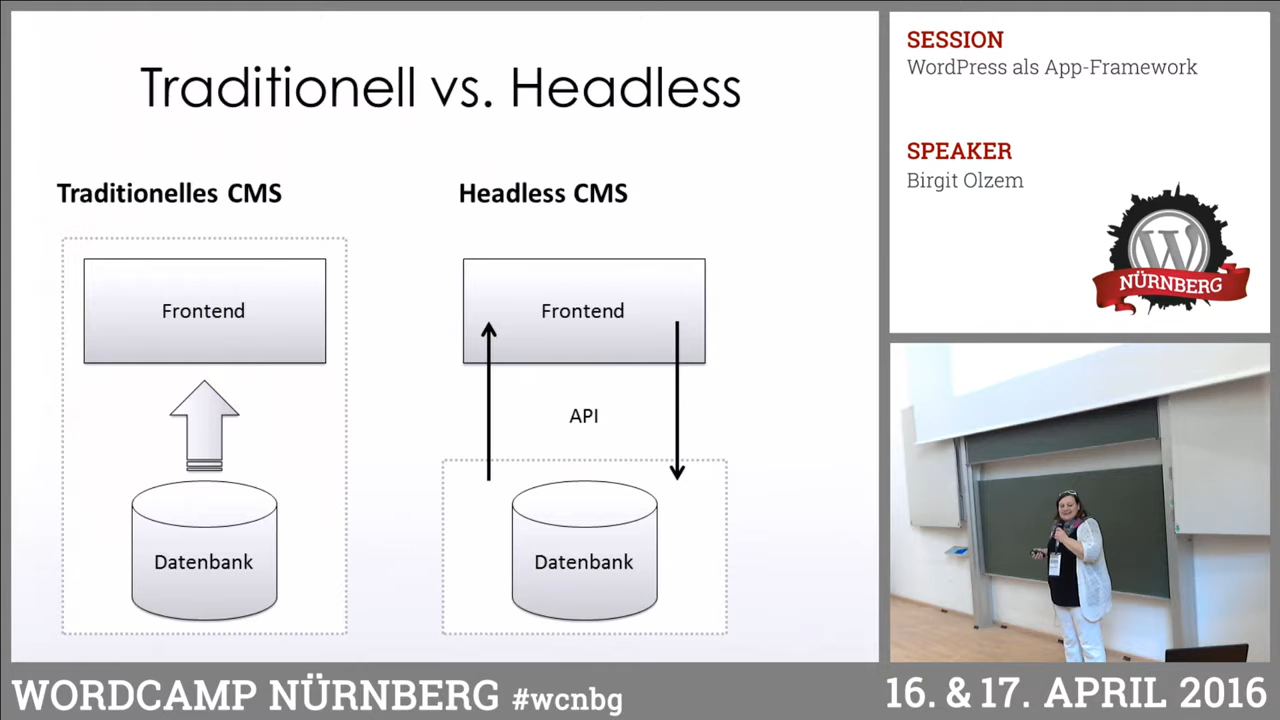 Traditionell vs. Headless
Traditionelles CMS
Headless CMS
Frontend
Frontend
API
Datenbank
Datenbank
SESSION
WordPress als App-Framework
SPEAKER
Birgit Olzem
W
NÜRNBERG
WORDCAMP NÜRNBERG #wcnbg
16. & 17. APRIL 2016